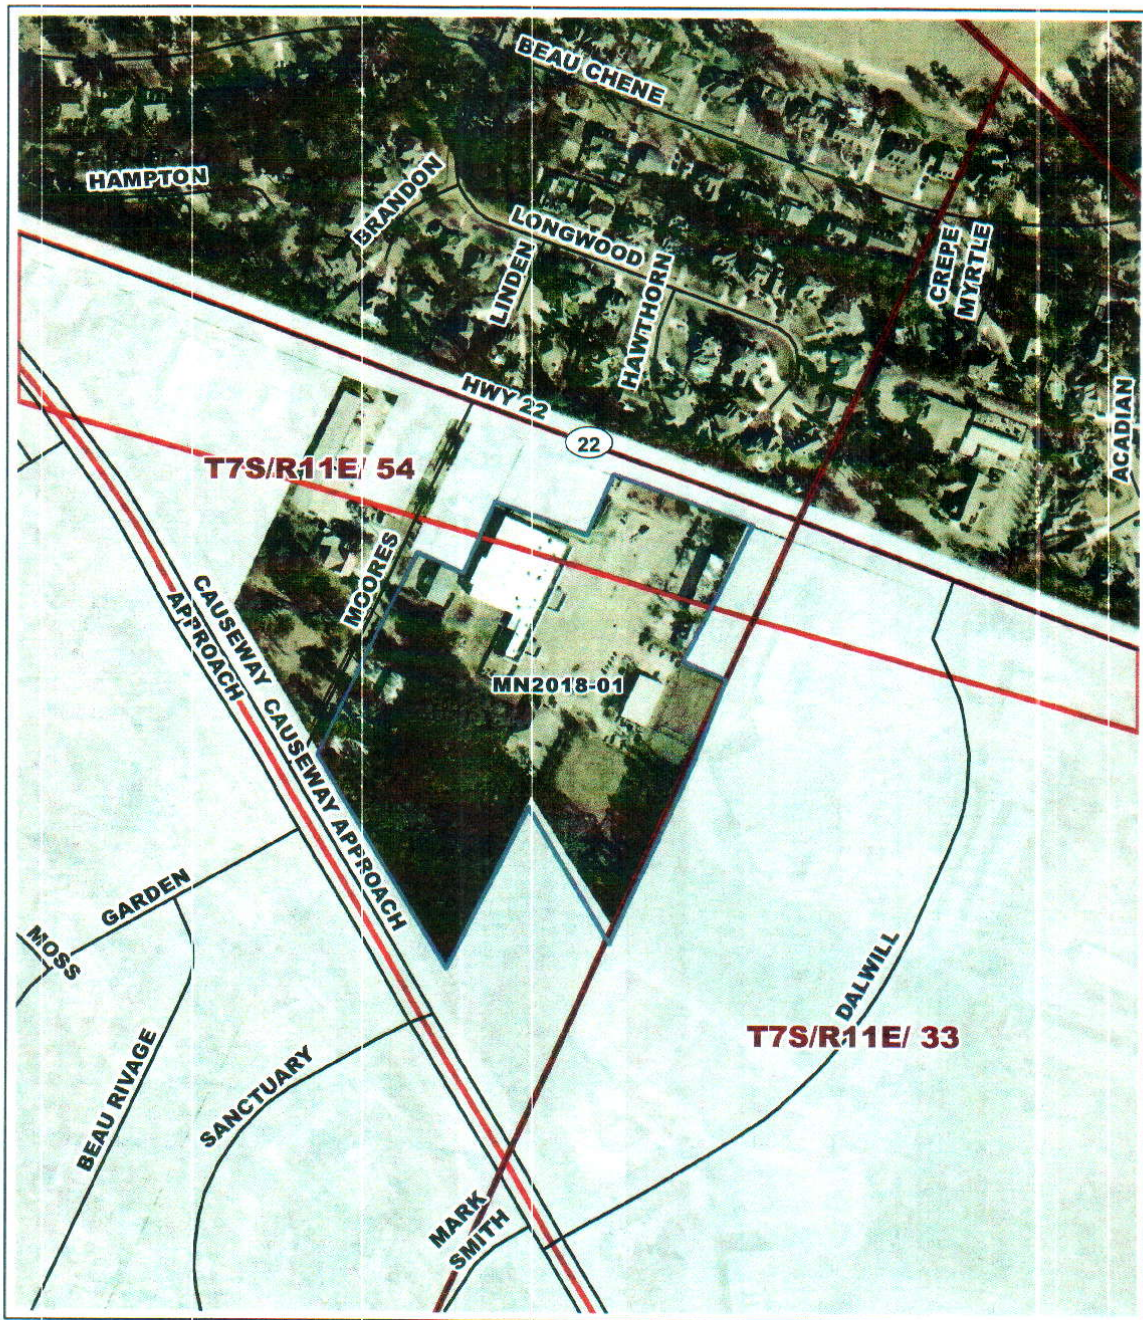 BEAU CHENE
HAMPTON
BRANDON
LONGWOOD
LINDEN
HAWTHORN
CREPE
MYRTLE
ACADIAN
HWY 22
22
T7S/R11E/ 54
MOORES
CAUSEWAY
APPROACH
CAUSEWAY APPROACH
MN2018-01
GARDEN
MOSS
BEAU RIVAGE
SANCTUARY
DALWILL
T7S/R11E/ 33
MARK
SMITH